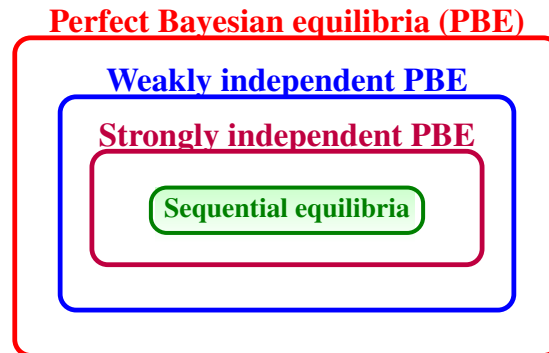 Perfect Bayesian equilibria (PBE)
Weakly independent PBE
Strongly independent PBE
Sequential equilibria